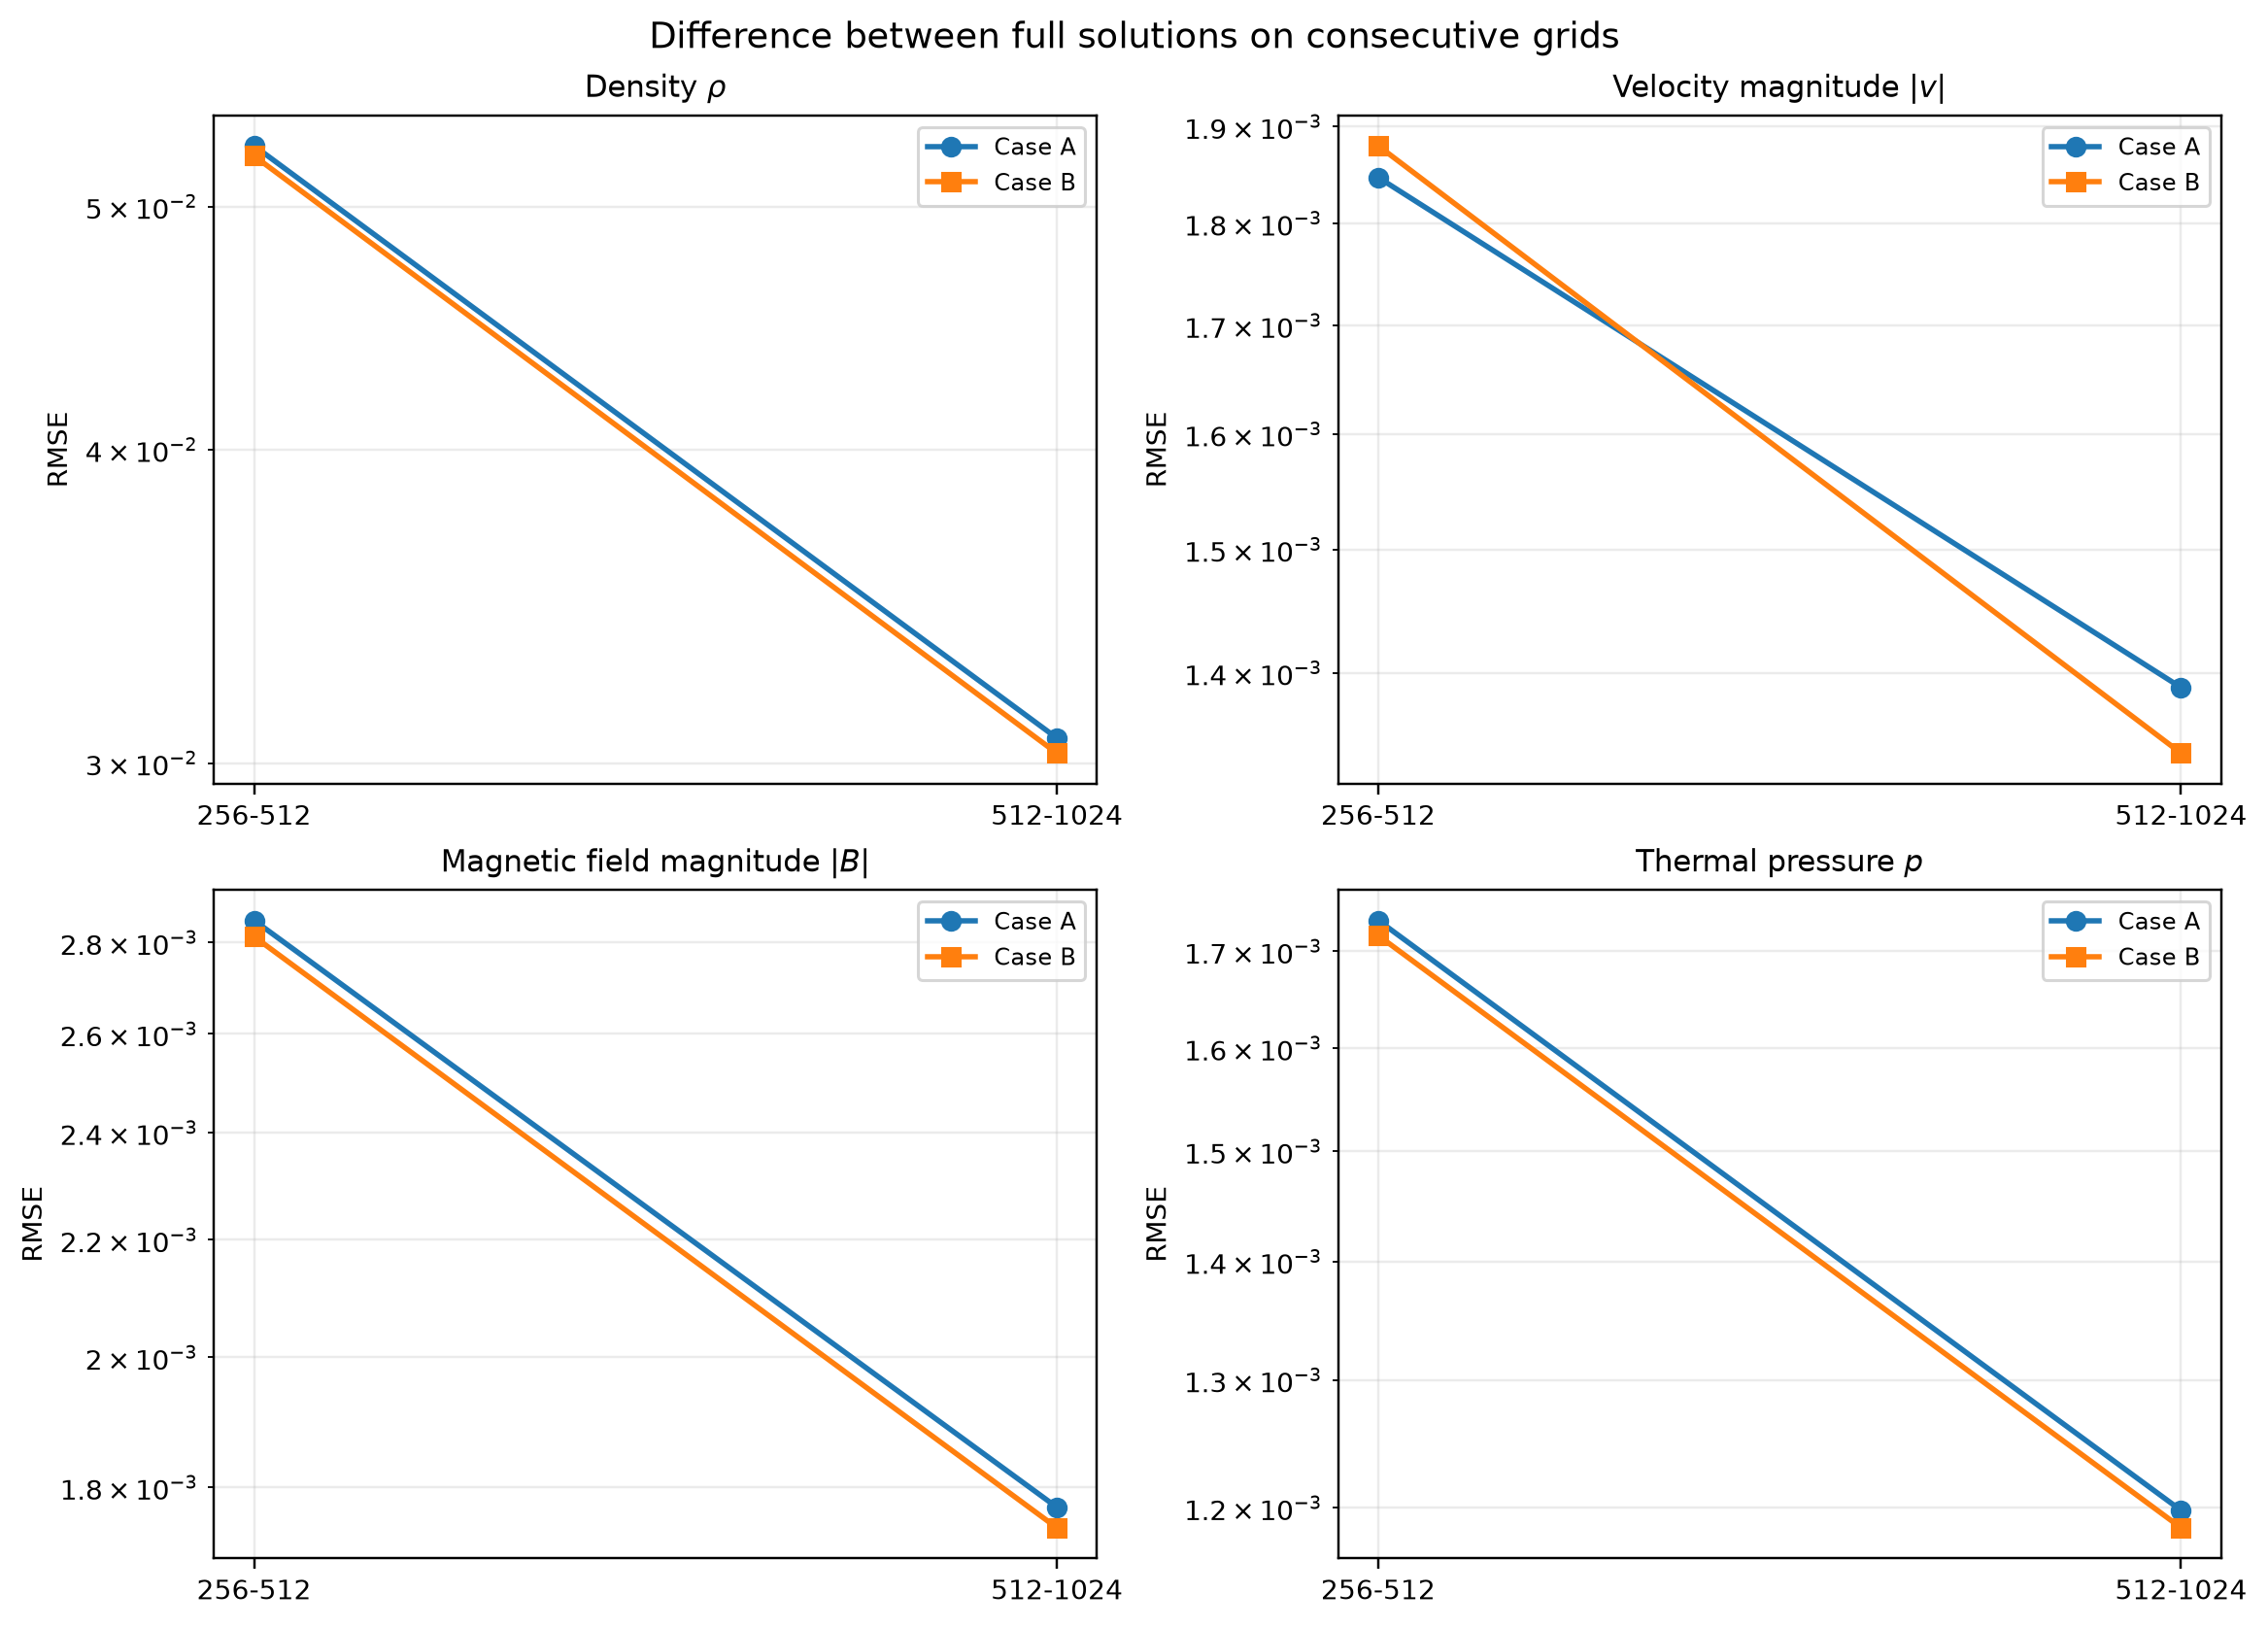 Difference between full solutions on consecutive grids
Density ρ
RMSE
5 × 10⁻²
4 × 10⁻²
3 × 10⁻²
256-512
512-1024
Case A
Case B
Velocity magnitude |v|
RMSE
1.9 × 10⁻³
1.8 × 10⁻³
1.7 × 10⁻³
1.6 × 10⁻³
1.5 × 10⁻³
1.4 × 10⁻³
256-512
512-1024
Case A
Case B
Magnetic field magnitude |B|
RMSE
2.8 × 10⁻³
2.6 × 10⁻³
2.4 × 10⁻³
2.2 × 10⁻³
2 × 10⁻³
1.8 × 10⁻³
256-512
512-1024
Case A
Case B
Thermal pressure p
RMSE
1.7 × 10⁻³
1.6 × 10⁻³
1.5 × 10⁻³
1.4 × 10⁻³
1.3 × 10⁻³
1.2 × 10⁻³
256-512
512-1024
Case A
Case B